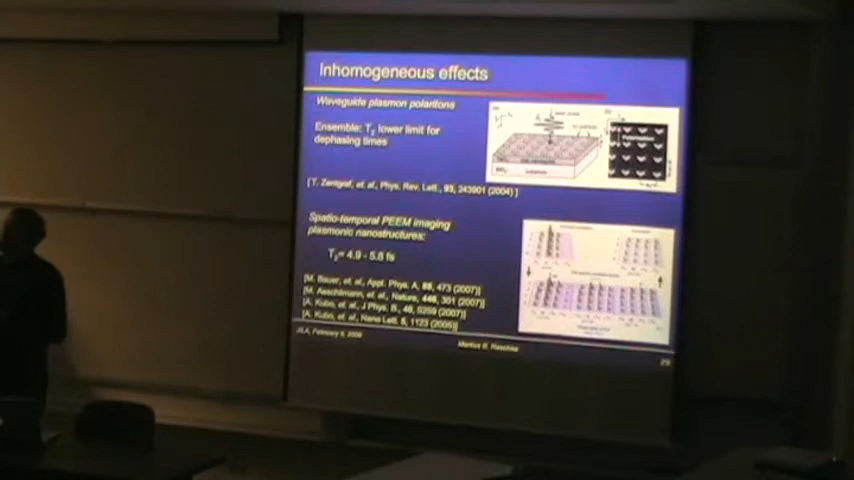 Inhomogeneous effects
Waveguide plasmon polaritons
Ensemble: T2 lower limit for
dephasing times
[T. Zentgraf, et. al., Phys. Rev. Lett., 93, 243901 (2004)]
Spatio-temporal PEEM imaging
plasmonic nanostructures:
T2= 4.9 - 5.8 fs
[M. Bauer, et. al., Appl. Phys. A, 88, 473 (2007)]
[M. Aeschlimann, et. al., Nature, 446, 301 (2007)]
[A. Kubo, et. al., J Phys. B., 40, S259 (2007)]
[A. Kubo, et. al., Nano Lett. 5, 1123 (2005)]
JILA, February 9, 2009
Markus B. Raschke
29